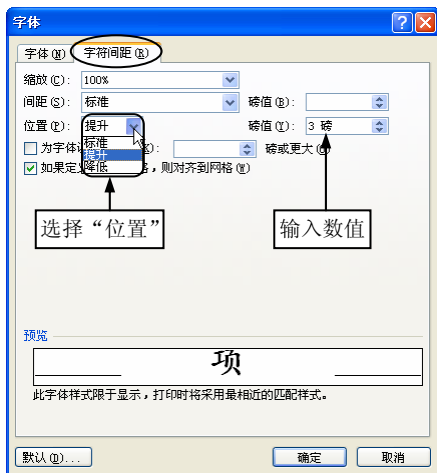 字体
字体(N) 字符间距(R)
缩放(C): 100%
间距(S): 标准 磅值(B):
位置(P): 提升 磅值(Y): 3 磅
标准
提升
降低
为字体 磅或更大(O)
如果定 ，则对齐到网格(W)
选择“位置” 输入数值
预览
项
此字体样式限于显示，打印时将采用最相近的匹配样式。
默认(D)... 确定 取消